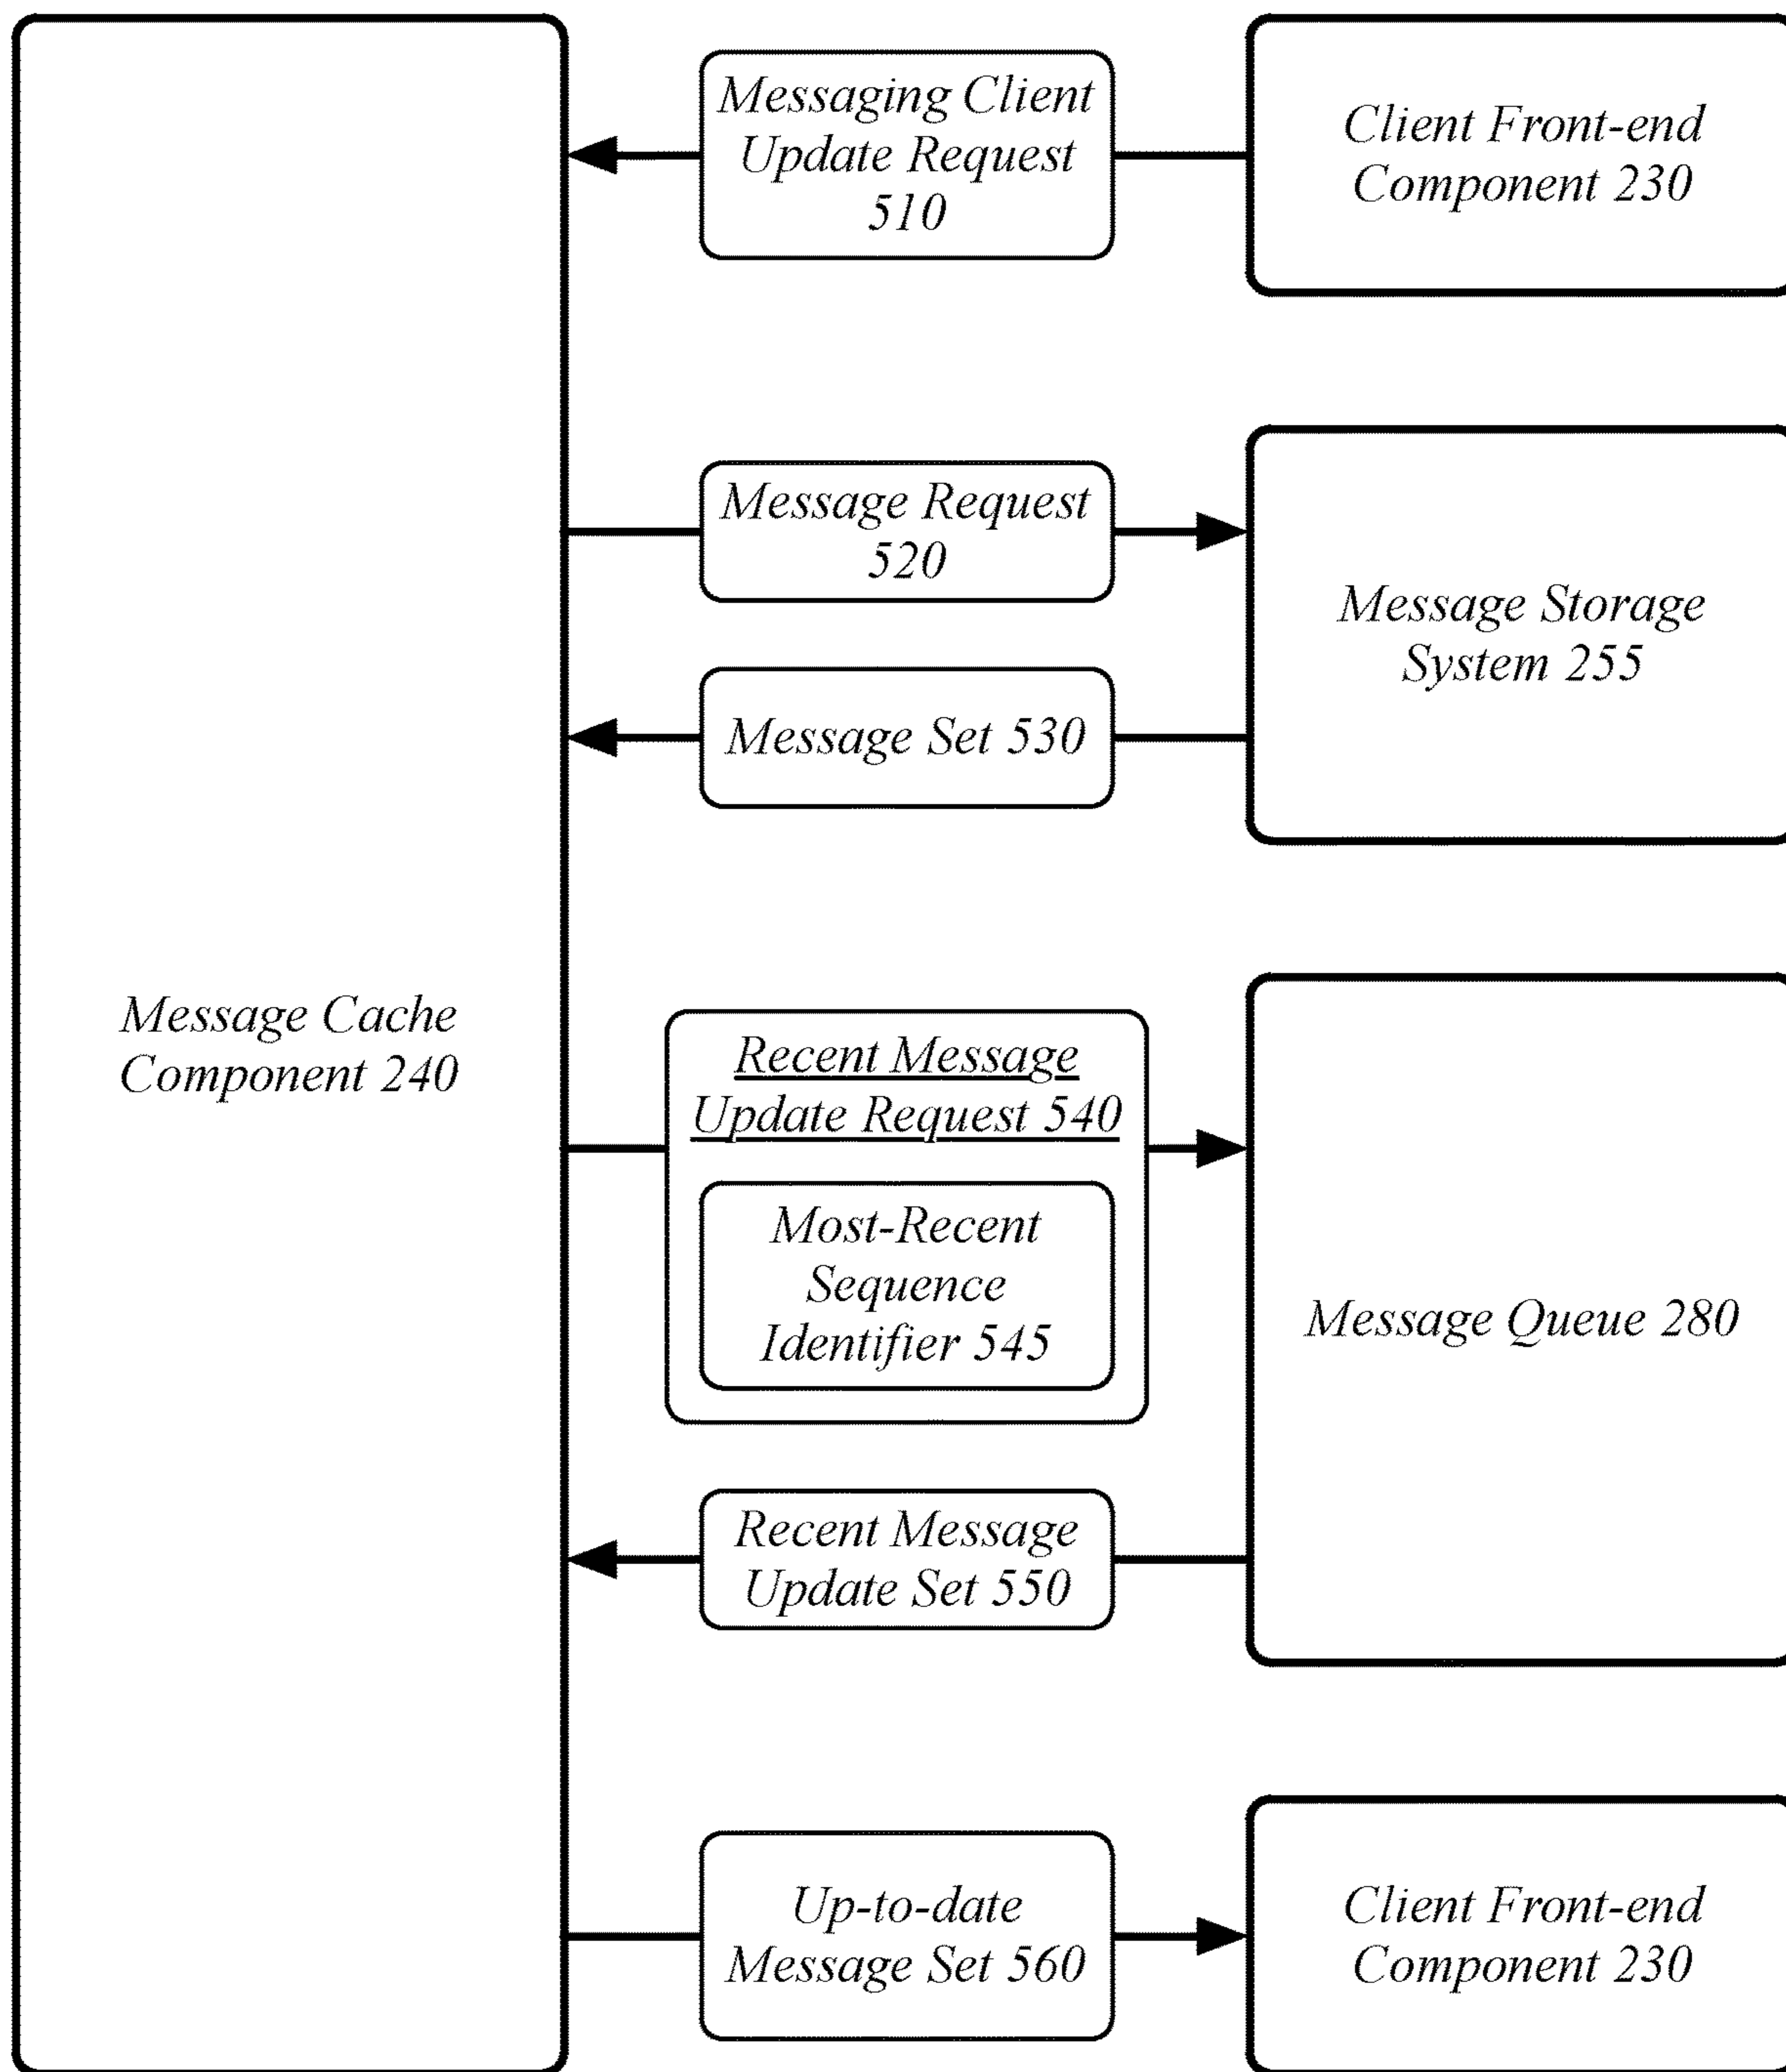 Messaging Client
Update Request
510
Client Front-end
Component 230
Message Request
520
Message Storage
System 255
Message Set 530
Message Cache
Component 240
Recent Message
Update Request 540
Most-Recent
Sequence
Identifier 545
Message Queue 280
Recent Message
Update Set 550
Up-to-date
Message Set 560
Client Front-end
Component 230